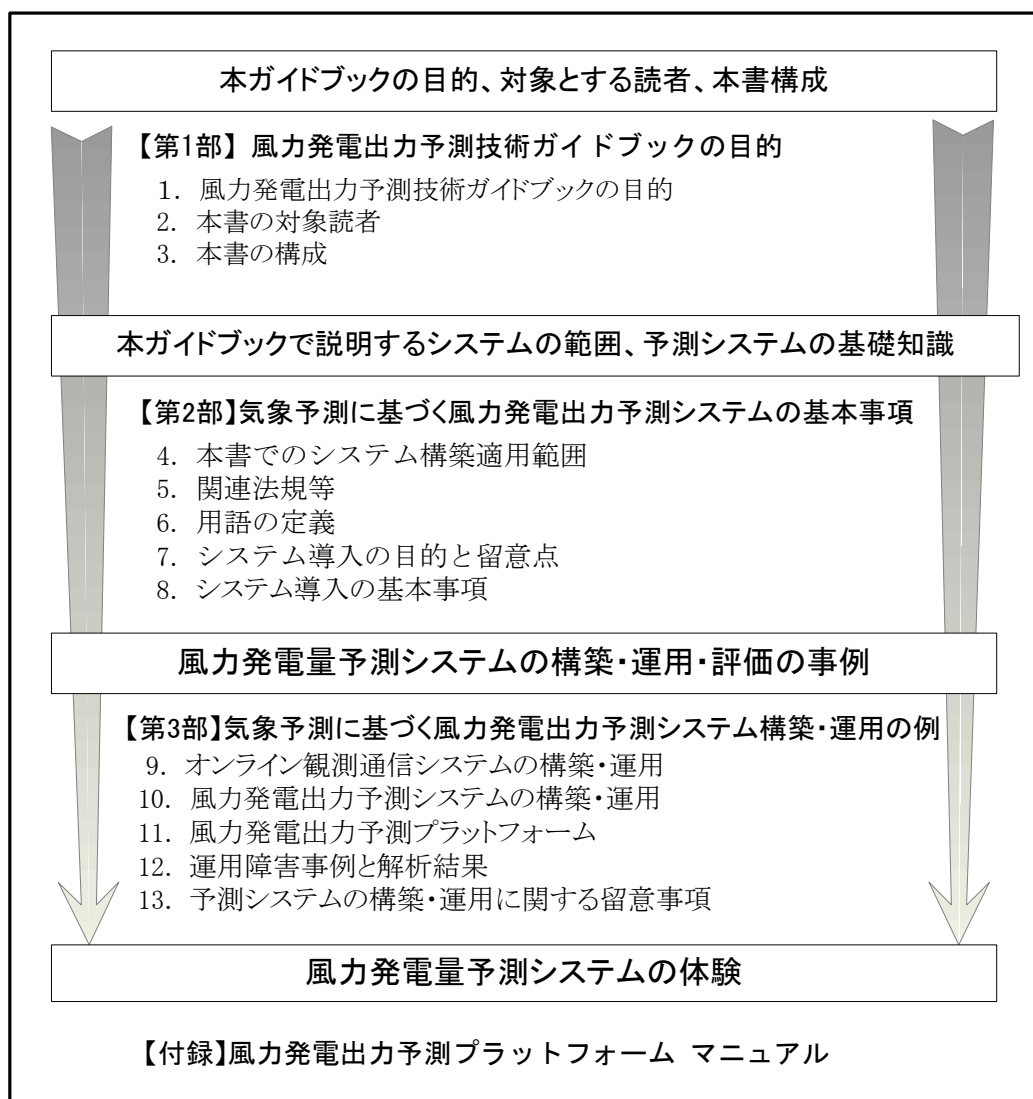 本ガイドブックの目的、対象とする読者、本書構成
【第1部】 風力発電出力予測技術ガイドブックの目的
1. 風力発電出力予測技術ガイドブックの目的
2. 本書の対象読者
3. 本書の構成
本ガイドブックで説明するシステムの範囲、予測システムの基礎知識
【第2部】気象予測に基づく風力発電出力予測システムの基本事項
4. 本書でのシステム構築適用範囲
5. 関連法規等
6. 用語の定義
7. システム導入の目的と留意点
8. システム導入の基本事項
風力発電量予測システムの構築・運用・評価の事例
【第3部】気象予測に基づく風力発電出力予測システム構築・運用の例
9. オンライン観測通信システムの構築・運用
10. 風力発電出力予測システムの構築・運用
11. 風力発電出力予測プラットフォーム
12. 運用障害事例と解析結果
13. 予測システムの構築・運用に関する留意事項
風力発電量予測システムの体験
【付録】風力発電出力予測プラットフォーム マニュアル